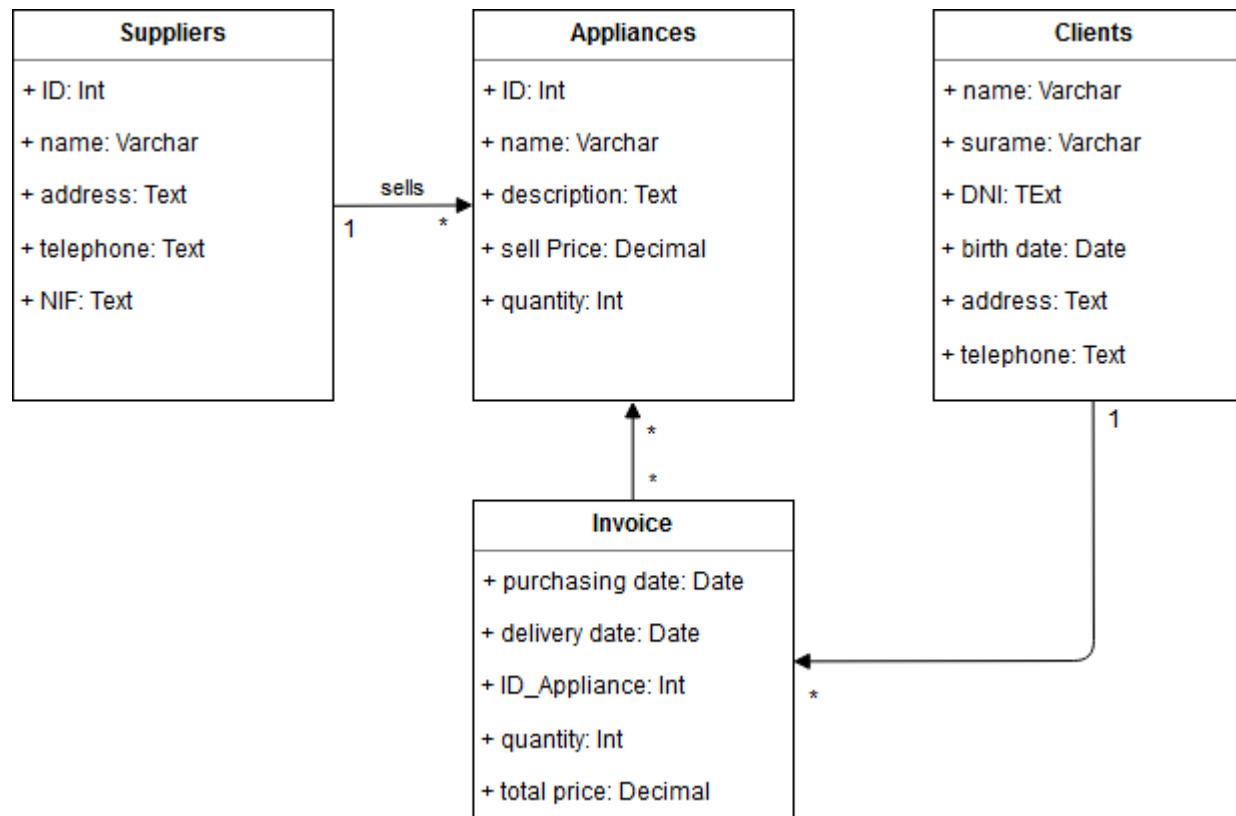 Suppliers
+ ID: Int
+ name: Varchar
+ address: Text
+ telephone: Text
+ NIF: Text
sells
1
*
Appliances
+ ID: Int
+ name: Varchar
+ description: Text
+ sell Price: Decimal
+ quantity: Int
Clients
+ name: Varchar
+ surame: Varchar
+ DNI: TExt
+ birth date: Date
+ address: Text
+ telephone: Text
1
*
*
Invoice
+ purchasing date: Date
+ delivery date: Date
+ ID_Appliance: Int
+ quantity: Int
+ total price: Decimal
*